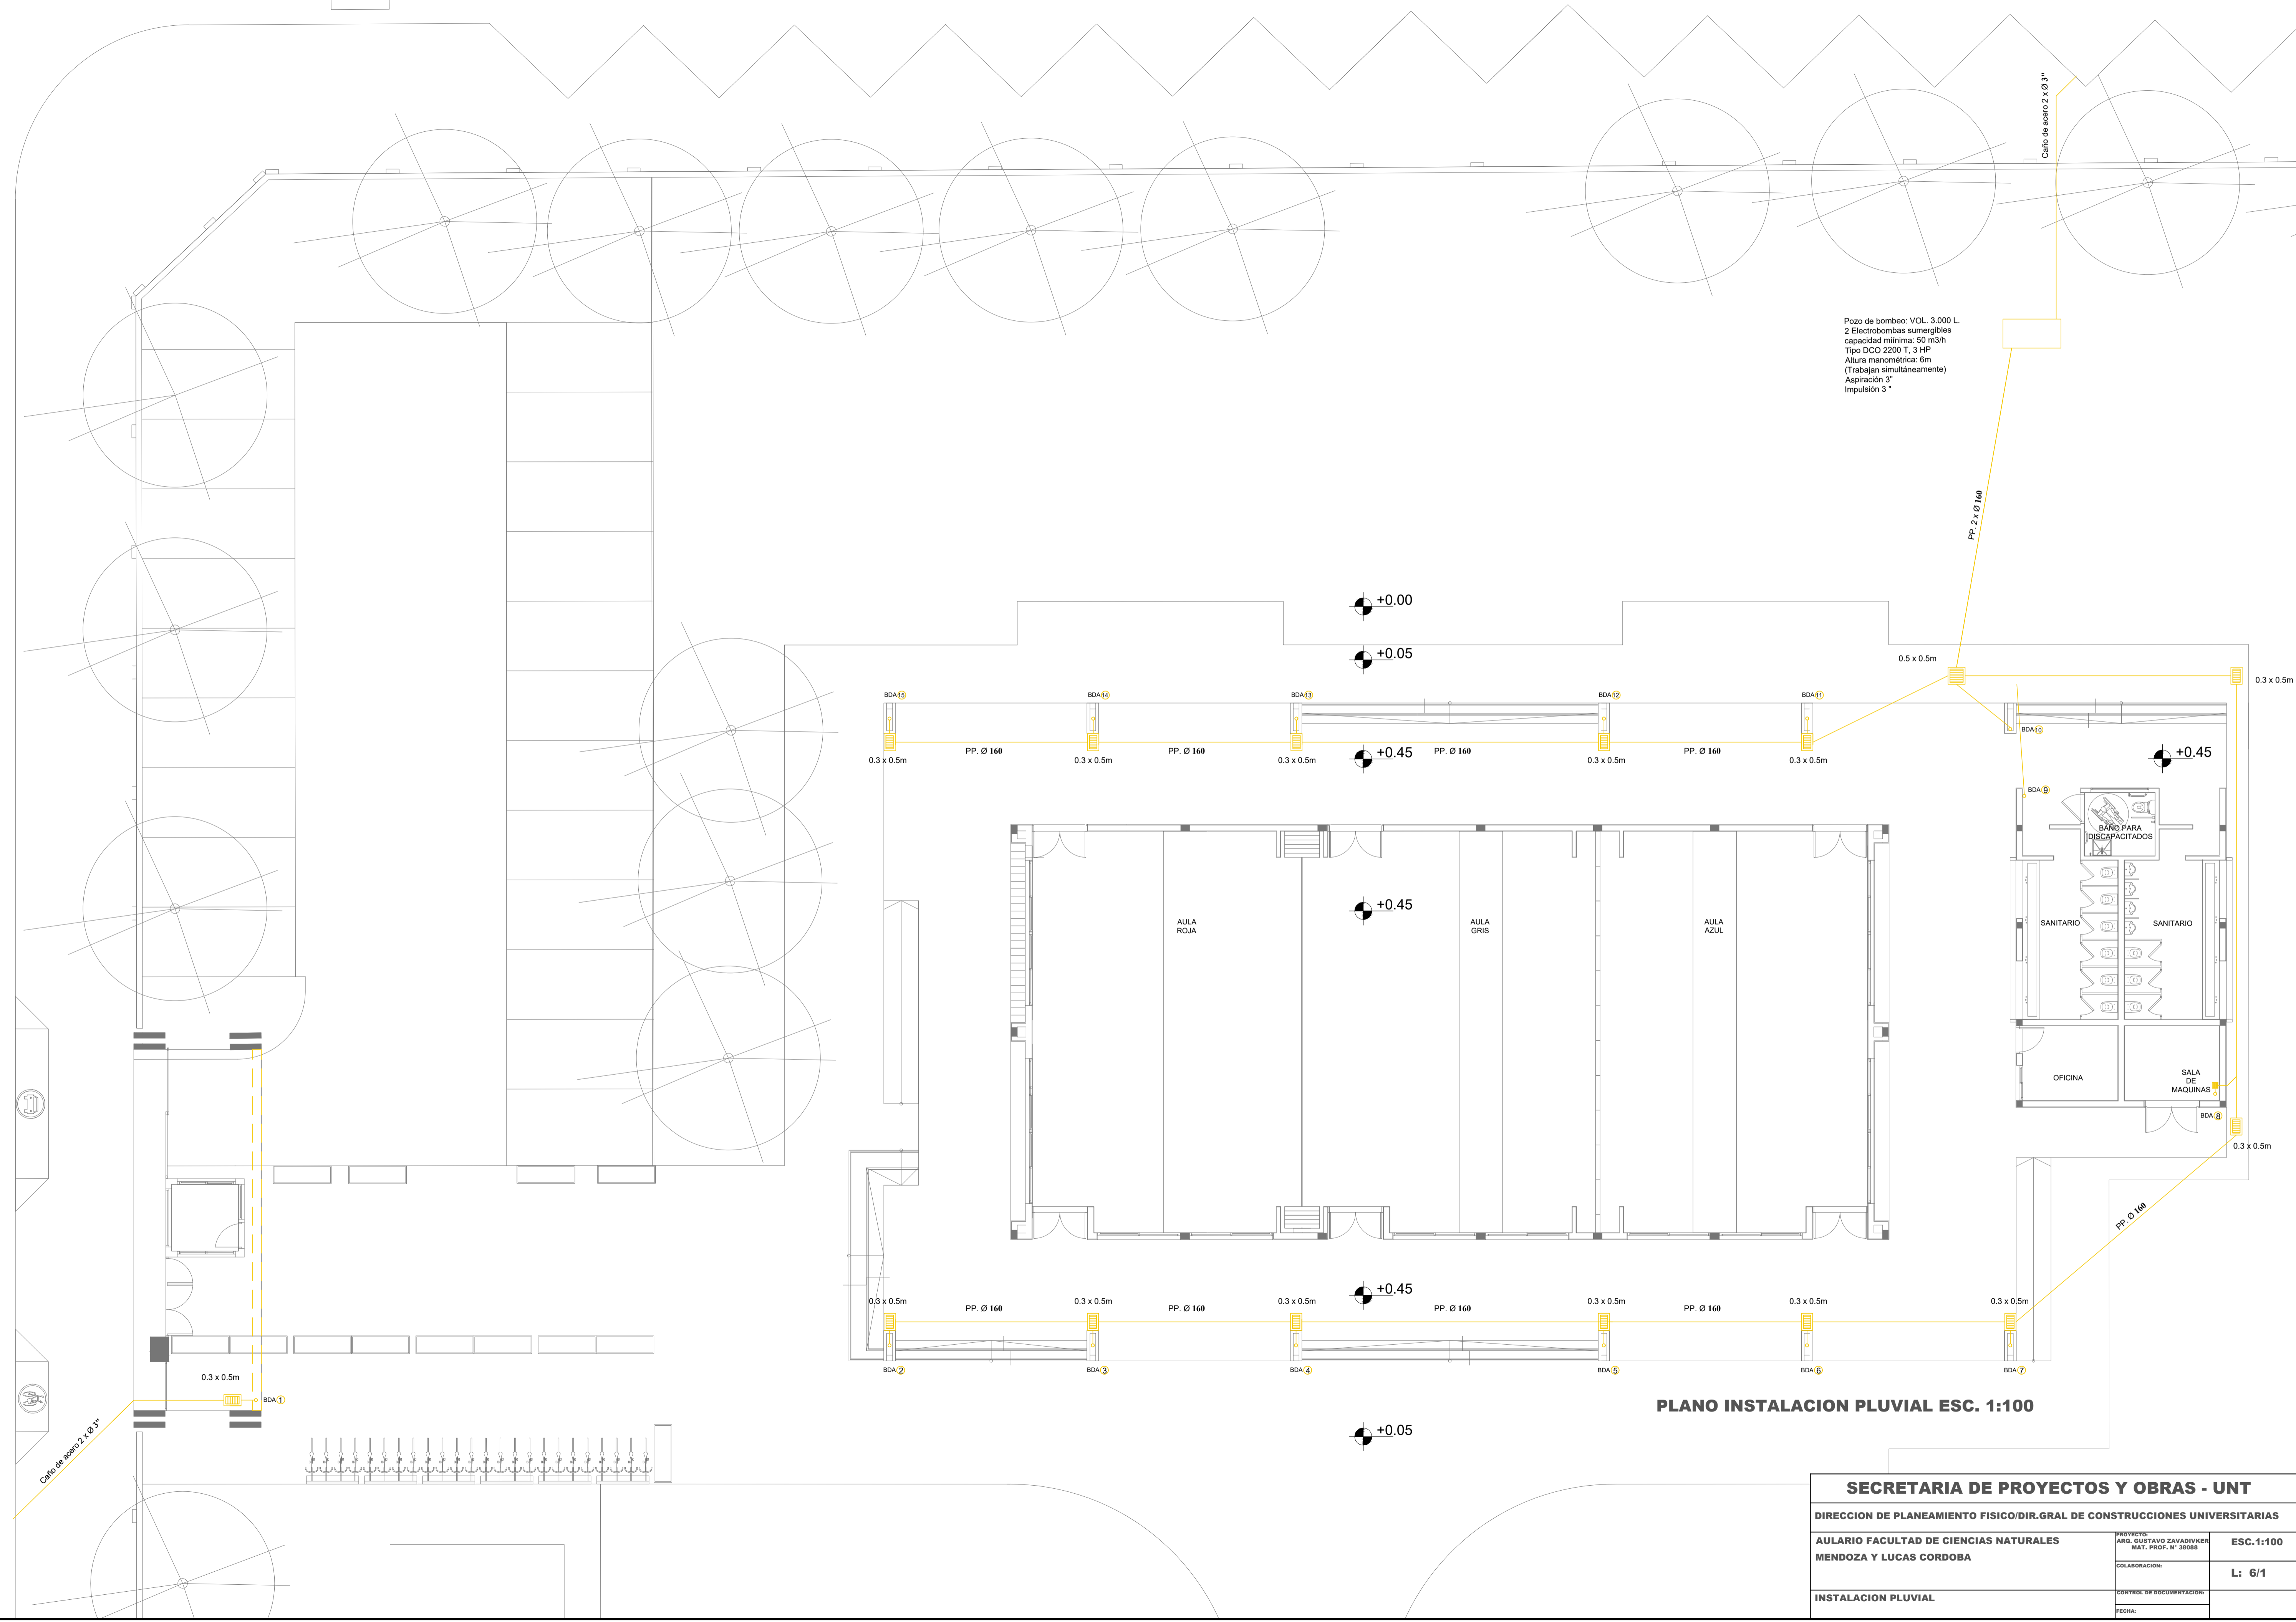 Caño de acero 2 x Ø 3"
Pozo de bombeo: VOL. 3.000 L.
2 Electrobombas sumergibles
capacidad miínima: 50 m3/h
Tipo DCO 2200 T, 3 HP
Altura manométrica: 6m
(Trabajan simultáneamente)
Aspiración 3"
Impulsión 3 "
PP. 2 x Ø 160
+0.00
+0.05
0.5 x 0.5m
0.3 x 0.5m
BDA 15
BDA 14
BDA 13
BDA 12
BDA 11
BDA 10
PP. Ø 160
PP. Ø 160
+0.45
PP. Ø 160
PP. Ø 160
+0.45
0.3 x 0.5m
0.3 x 0.5m
0.3 x 0.5m
0.3 x 0.5m
0.3 x 0.5m
BDA 9
BAÑO PARA
DISCAPACITADOS
+0.45
AULA
ROJA
AULA
GRIS
AULA
AZUL
SANITARIO
SANITARIO
OFICINA
SALA
DE
MAQUINAS
BDA 8
0.3 x 0.5m
PP. Ø 160
+0.45
0.3 x 0.5m
0.3 x 0.5m
0.3 x 0.5m
0.3 x 0.5m
0.3 x 0.5m
0.3 x 0.5m
PP. Ø 160
PP. Ø 160
PP. Ø 160
PP. Ø 160
BDA 2
BDA 3
BDA 4
BDA 5
BDA 6
BDA 7
0.3 x 0.5m
BDA 1
Caño de acero 2 x Ø 3"
+0.05
PLANO INSTALACION PLUVIAL ESC. 1:100
SECRETARIA DE PROYECTOS Y OBRAS - UNT
DIRECCION DE PLANEAMIENTO FISICO/DIR.GRAL DE CONSTRUCCIONES UNIVERSITARIAS
AULARIO FACULTAD DE CIENCIAS NATURALES
MENDOZA Y LUCAS CORDOBA
PROYECTO:
ARQ. GUSTAVO ZAVADIVKER
MAT. PROF. N° 38088
ESC.1:100
COLABORACION:
L: 6/1
INSTALACION PLUVIAL
CONTROL DE DOCUMENTACION:
FECHA: